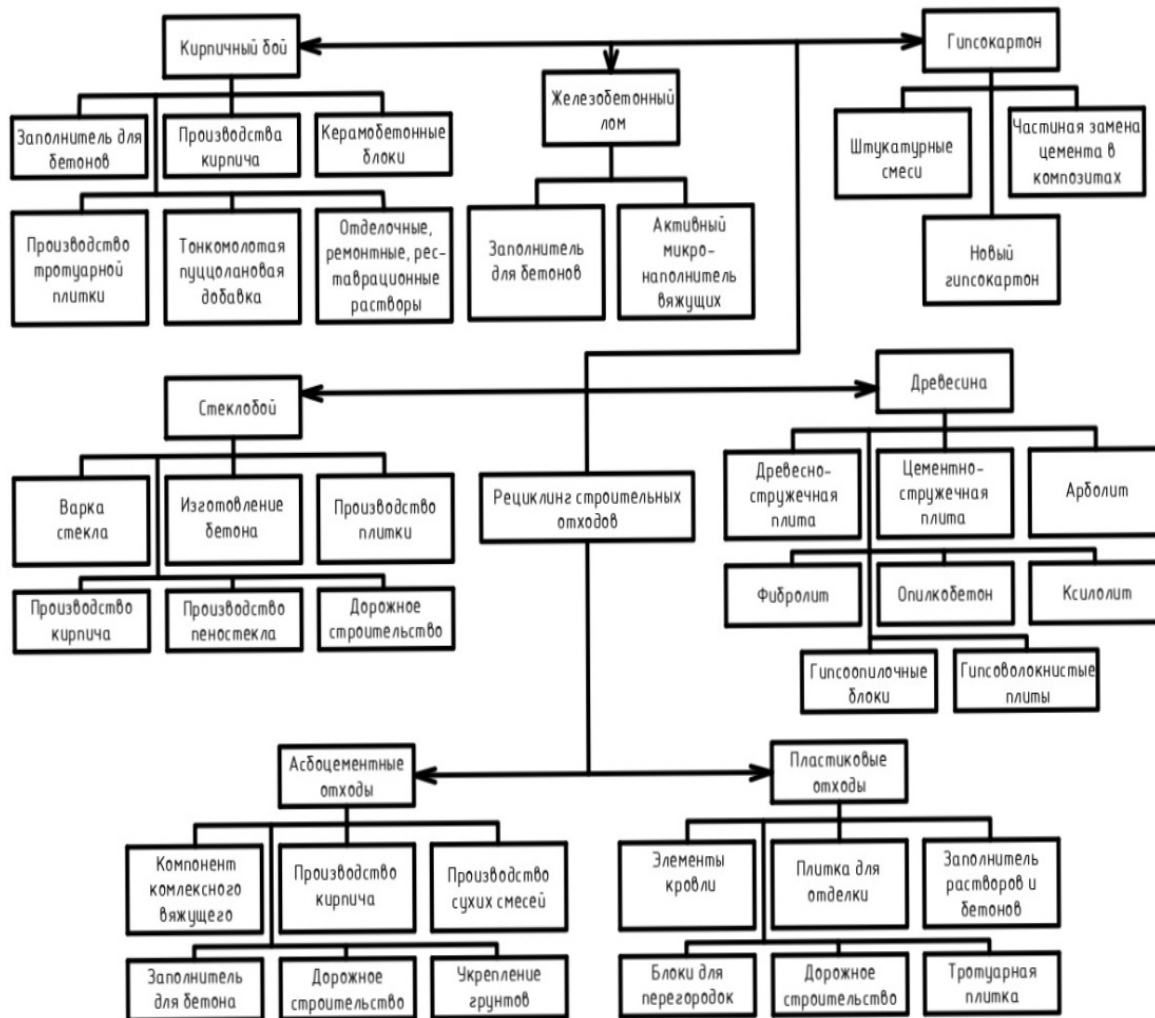 Кирпичный бой
Гипсокартон
Железобетонный
лом
Заполнитель для
бетонов
Производства
кирпича
Керамобетонные
блоки
Штукатурные
смеси
Частиная замена
цемента в
композитах
Производство
тротуарной
плитки
Тонкомолотая
пуццолановая
добавка
Отделочные,
ремонтные, рес-
таврационные
растворы
Заполнитель
для бетонов
Активный
микро-
наполнитель
вяжущих
Новый
гипсокартон
Стеклобой
Древесина
Варка
стекла
Изготовление
бетона
Производство
плитки
Рециклинг строительных
отходов
Древесно-
стружечная
плита
Цементно-
стружечная
плита
Арболит
Производство
кирпича
Производство
пеностекла
Дорожное
строительство
Фибролит
Опилкобетон
Ксилолит
Гипсоопилочные
блоки
Гипсоволокнистые
плиты
Асбоцементные
отходы
Пластиковые
отходы
Компонент
комлексного
вяжущего
Производство
кирпича
Производство
сухих смесей
Элементы
кровли
Плитка для
отделки
Заполнитель
растворов и
бетонов
Заполнитель
для бетона
Дорожное
строительство
Укрепление
грунтов
Блоки для
перегородок
Дорожное
строительство
Тротуарная
плитка